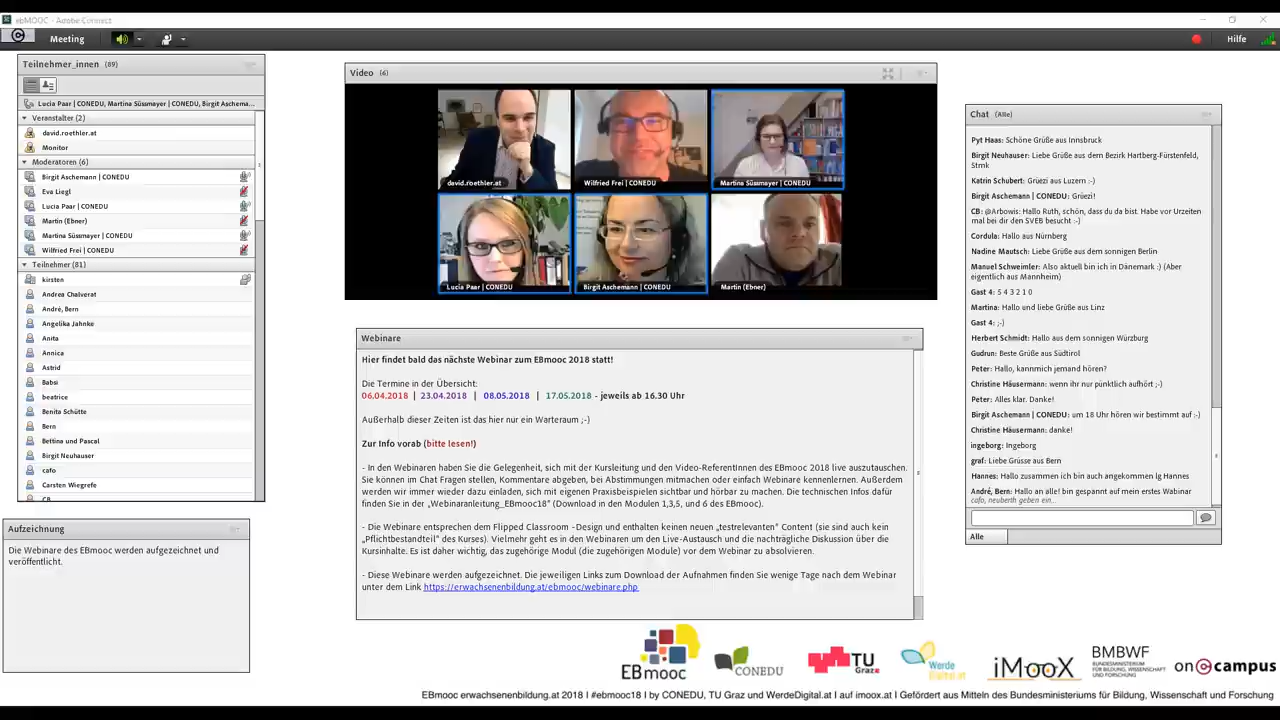 ebMOOC - Adobe Connect
Meeting
Hilfe
Teilnehmer_innen (89)
Lucia Paar | CONEDU, Martina Süssmayer | CONEDU, Birgit Aschema...
Veranstalter (2)
david.roethler.at
Monitor
Moderatoren (6)
Birgit Aschemann | CONEDU
Eva Liegl
Lucia Paar | CONEDU
Martin (Ebner)
Martina Süssmayer | CONEDU
Wilfried Frei | CONEDU
Teilnehmer (81)
kirsten
Andrea Chalverat
André, Bern
Angelika Jahnke
Anita
Annica
Astrid
Babsi
beatrice
Benita Schütte
Bern
Bettina und Pascal
Birgit Neuhauser
cafo
Carsten Wiegrefe
CB
Aufzeichnung
Die Webinare des EBmooc werden aufgezeichnet und
veröffentlicht.
Video (6)
david.roethler.at
Wilfried Frei | CONEDU
Martina Süssmayer | CONEDU
Lucia Paar | CONEDU
Birgit Aschemann | CONEDU
Martin (Ebner)
Webinare
Hier findet bald das nächste Webinar zum EBmooc 2018 statt!
Die Termine in der Übersicht:
06.04.2018 | 23.04.2018 | 08.05.2018 | 17.05.2018 - jeweils ab 16.30 Uhr
Außerhalb dieser Zeiten ist das hier nur ein Warteraum ;-)
Zur Info vorab (bitte lesen!)
- In den Webinaren haben Sie die Gelegenheit, sich mit der Kursleitung und den Video-ReferentInnen des EBmooc 2018 live auszutauschen.
Sie können im Chat Fragen stellen, Kommentare abgeben, bei Abstimmungen mitmachen oder einfach Webinare kennenlernen. Außerdem
werden wir immer wieder dazu einladen, sich mit eigenen Praxisbeispielen sichtbar und hörbar zu machen. Die technischen Infos dafür
finden Sie in der „Webinaranleitung_EBmooc18" (Download in den Modulen 1,3,5, und 6 des EBmooc).
- Die Webinare entsprechen dem Flipped Classroom -Design und enthalten keinen neuen „testrelevanten" Content (sie sind auch kein
„Pflichtbestandteil" des Kurses). Vielmehr geht es in den Webinaren um den Live-Austausch und die nachträgliche Diskussion über die
Kursinhalte. Es ist daher wichtig, das zugehörige Modul (die zugehörigen Module) vor dem Webinar zu absolvieren.
- Diese Webinare werden aufgezeichnet. Die jeweiligen Links zum Download der Aufnahmen finden Sie wenige Tage nach dem Webinar
unter dem Link https://erwachsenenbildung.at/ebmooc/webinare.php
Chat (Alle)
Pyt Haas: Schöne Grüße aus Innsbruck
Birgit Neuhauser: Liebe Grüße aus dem Bezirk Hartberg-Fürstenfeld,
Stmk
Katrin Schubert: Grüezi aus Luzern :-)
Birgit Aschemann | CONEDU: Grüezi!
CB: @Arbowis: Hallo Ruth, schön, dass du da bist. Habe vor Urzeiten
mal bei dir den SVEB besucht :-)
Cordula: Hallo aus Nürnberg
Nadine Mautsch: Liebe Grüße aus dem sonnigen Berlin
Manuel Schweimler: Also aktuell bin ich in Dänemark :) (Aber
eigentlich aus Mannheim)
Gast 4: 5 4 3 2 1 0
Martina: Hallo und liebe Grüße aus Linz
Gast 4: ;-)
Herbert Schmidt: Hallo aus dem sonnigen Würzburg
Gudrun: Beste Grüße aus Südtirol
Peter: Hallo, kannmich jemand hören?
Christine Häusermann: wenn ihr nur pünktlich aufhört ;-)
Peter: Alles klar. Danke!
Birgit Aschemann | CONEDU: um 18 Uhr hören wir bestimmt auf :-)
Christine Häusermann: danke!
ingeborg: Ingeborg
graf: Liebe Grüsse aus Bern
Hannes: Hallo zusammen ich bin auch angekommen lg Hannes
André, Bern: Hallo an alle! bin gespannt auf mein erstes Wabinar
cafo, neuberth geben ein...
Alle
EBmooc
CONEDU
TU
Graz
Werde
Digital.at
iMooX
BMBWF
BUNDESMINISTERIUM
FÜR BILDUNG, WISSENSCHAFT
UND FORSCHUNG
on campus
EBmooc erwachsenenbildung.at 2018 I #ebmooc18 I by CONEDU, TU Graz und WerdeDigital.at I auf imoox.at I Gefördert aus Mitteln des Bundesministeriums für Bildung, Wissenschaft und Forschung